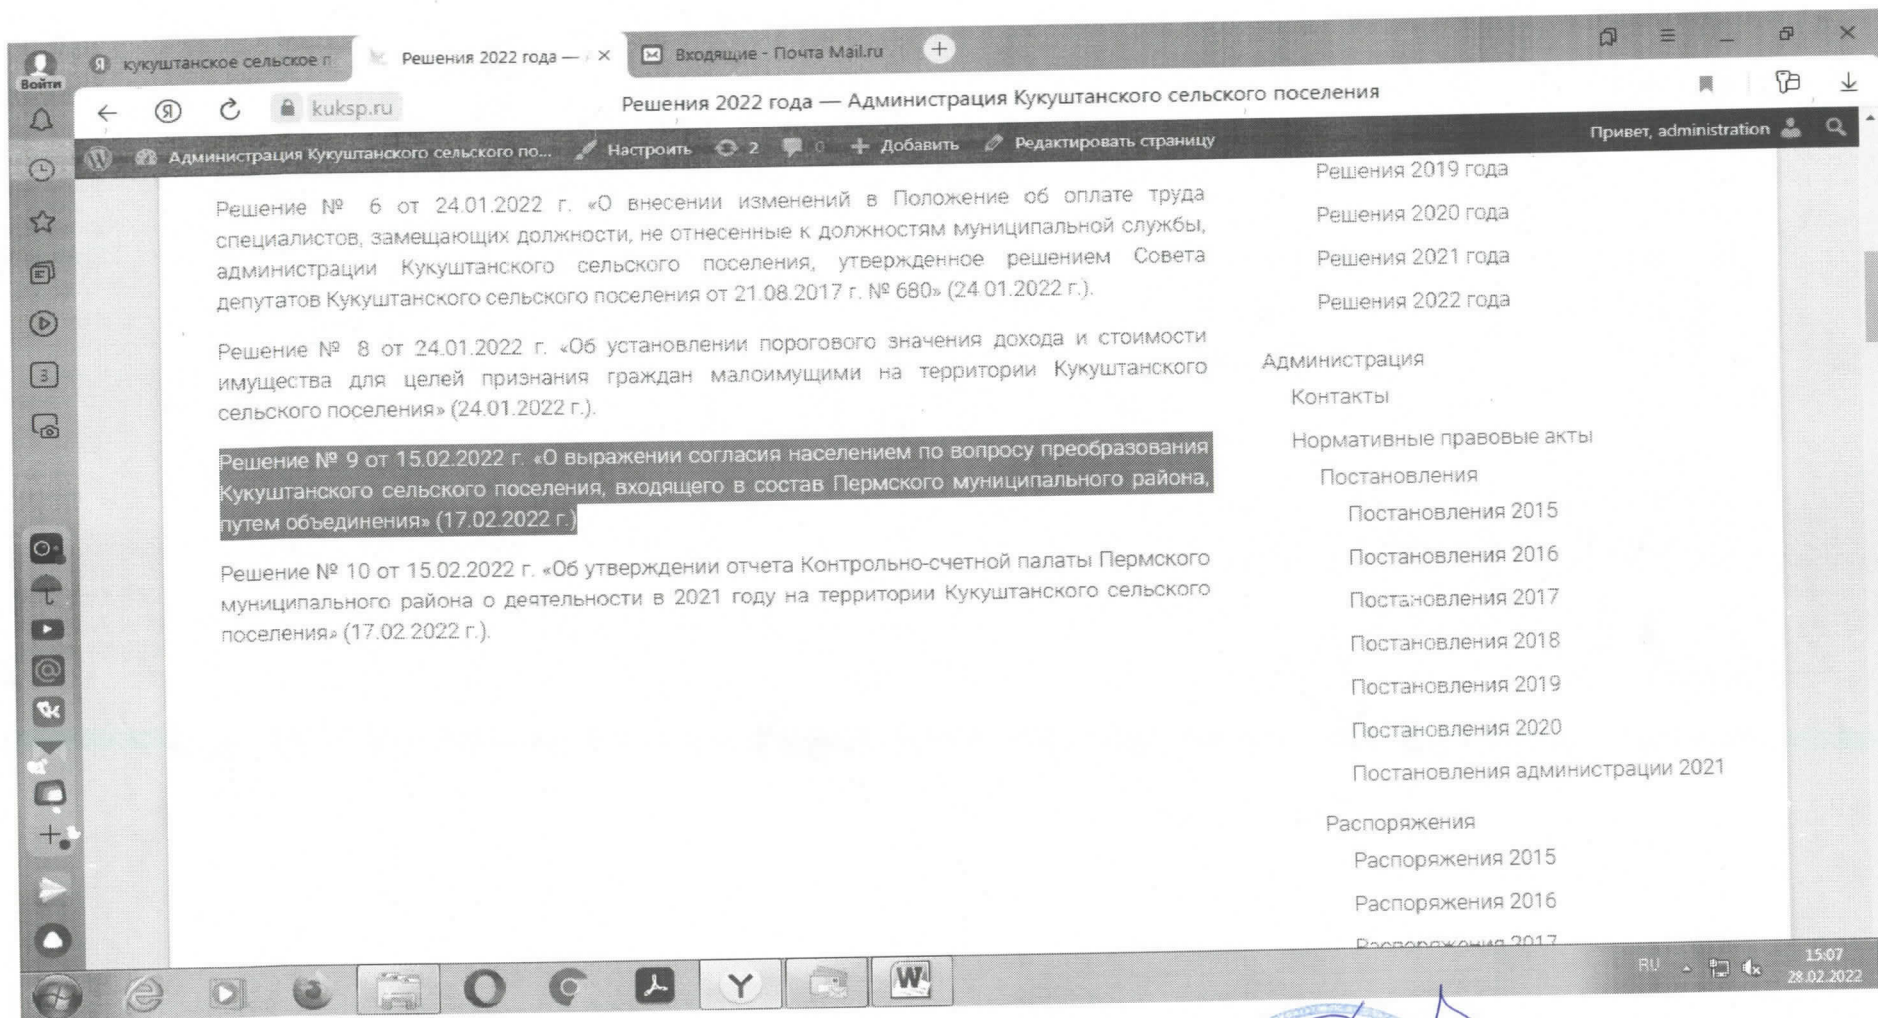 кукуштанское сельское п
Решения 2022 года —
Входящие - Почта Mail.ru
Войти
kuksp.ru
Решения 2022 года — Администрация Кукуштанского сельского поселения
Администрация Кукуштанского сельского по...
Настроить
2
0
Добавить
Редактировать страницу
Привет, administration
Решение № 6 от 24.01.2022 г. «О внесении изменений в Положение об оплате труда
специалистов, замещающих должности, не отнесенные к должностям муниципальной службы,
администрации Кукуштанского сельского поселения, утвержденное решением Совета
депутатов Кукуштанского сельского поселения от 21.08.2017 г. № 680» (24.01.2022 г.).
Решение № 8 от 24.01.2022 г. «Об установлении порогового значения дохода и стоимости
имущества для целей признания граждан малоимущими на территории Кукуштанского
сельского поселения» (24.01.2022 г.).
Решение № 9 от 15.02.2022 г. «О выражении согласия населением по вопросу преобразования
Кукуштанского сельского поселения, входящего в состав Пермского муниципального района,
путем объединения» (17.02.2022 г.)
Решение № 10 от 15.02.2022 г. «Об утверждении отчета Контрольно-счетной палаты Пермского
муниципального района о деятельности в 2021 году на территории Кукуштанского сельского
поселения» (17.02.2022 г.).
Решения 2019 года
Решения 2020 года
Решения 2021 года
Решения 2022 года
Администрация
Контакты
Нормативные правовые акты
Постановления
Постановления 2015
Постановления 2016
Постановления 2017
Постановления 2018
Постановления 2019
Постановления 2020
Постановления администрации 2021
Распоряжения
Распоряжения 2015
Распоряжения 2016
Распоряжения 2017
3
RU
15:07
28.02.2022